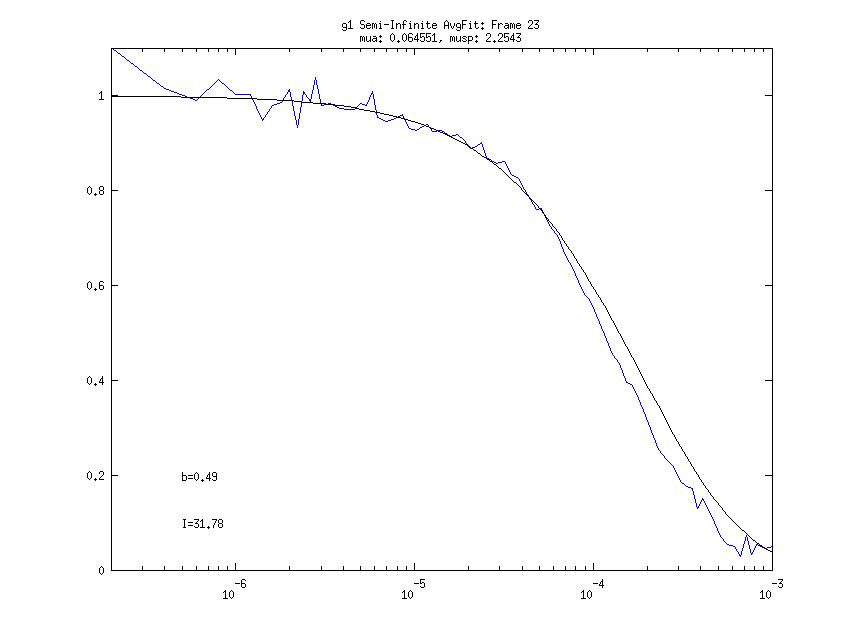 g1 Semi-Infinite AvgFit: Frame 23
mua: 0.064551, musp: 2.2543
1
0.8
0.6
0.4
0.2
0
b=0.49
I=31.78
10^-6
10^-5
10^-4
10^-3